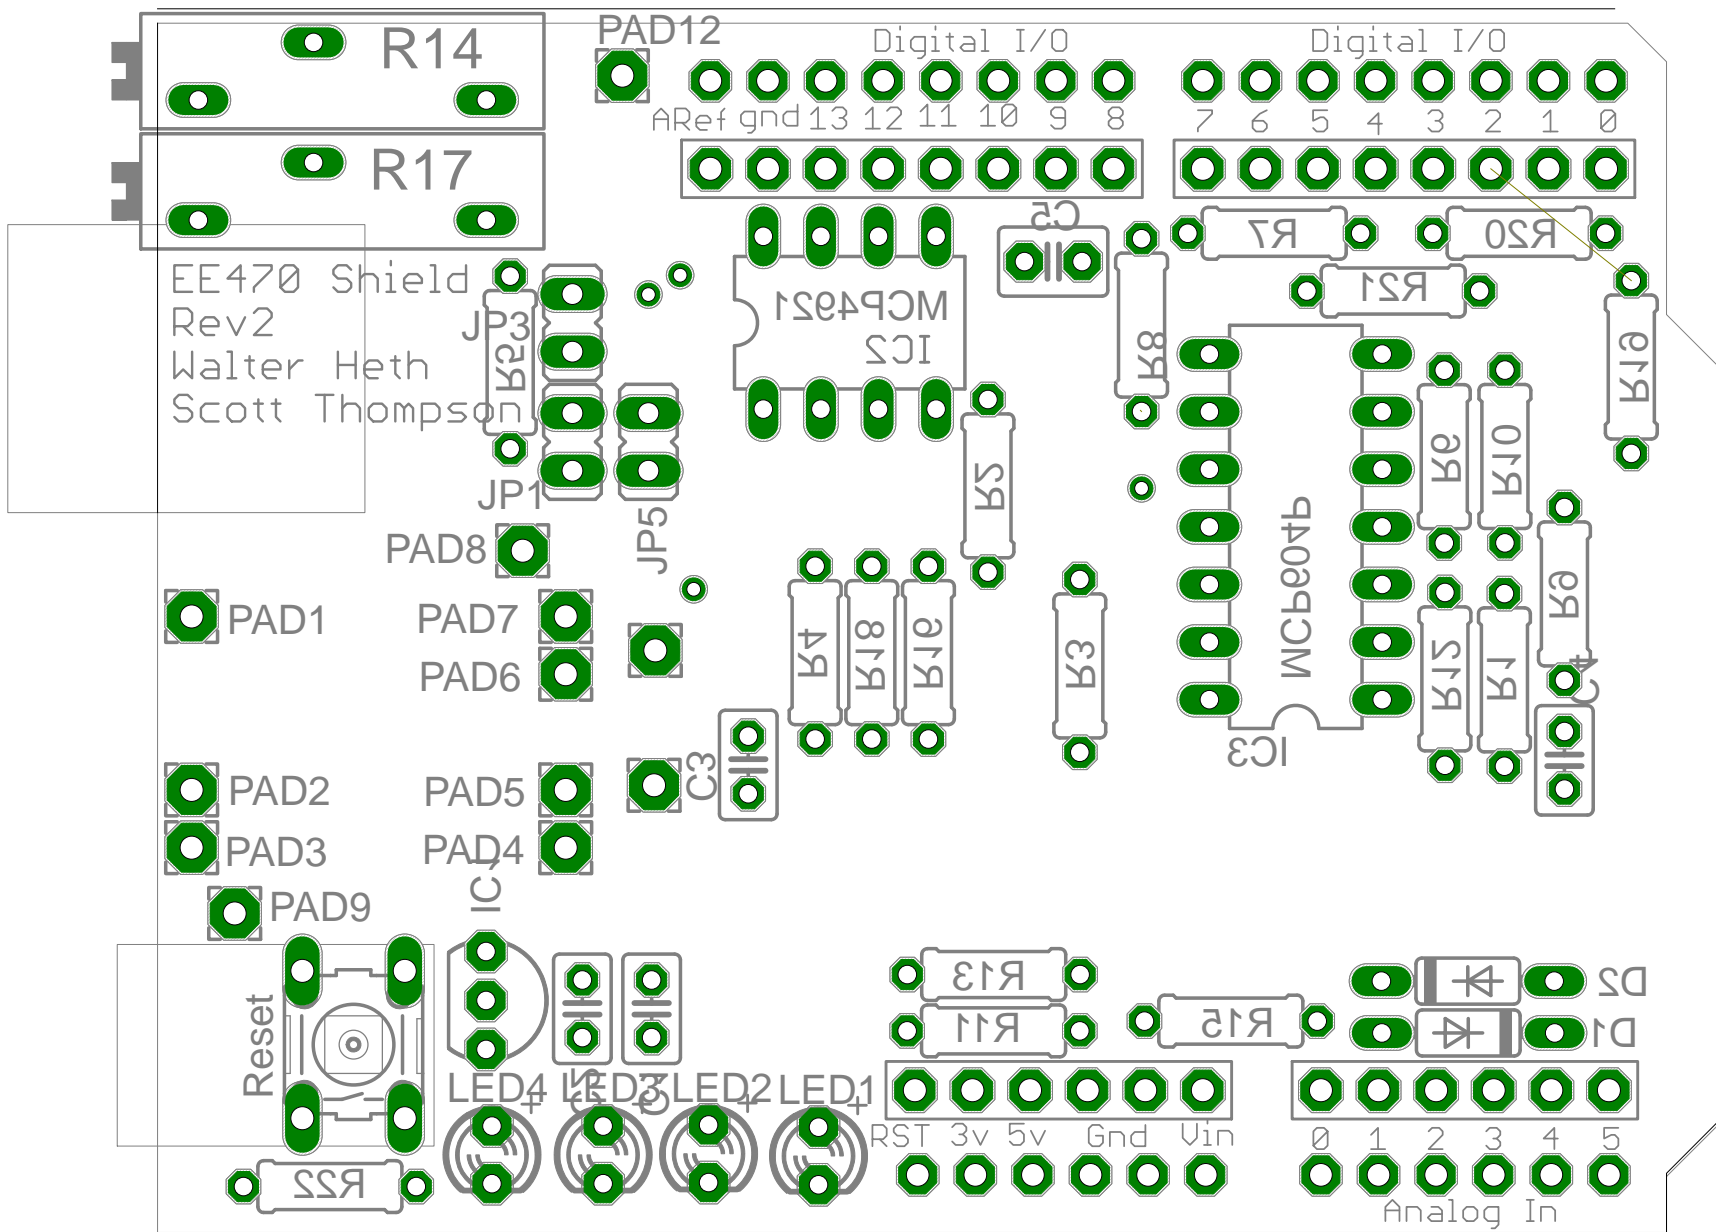 R14
PAD12
Digital I/O
Digital I/O
ARef gnd 13 12 11 10 9 8
7 6 5 4 3 2 1 0
R17
C5
R7
R20
EE470 Shield
Rev2
Walter Heth
Scott Thompson
JP3
R5
MCP4921
IC2
R21
R8
R19
JP1
JP5
R2
R6
R10
PAD8
MCP604P
R9
PAD1
PAD7
PAD6
R4
R18
R16
R3
R12
R1
C4
IC3
PAD2
PAD5
C3
PAD3
PAD4
IC1
PAD9
Reset
R13
D2
R11
R15
D1
LED4
LED3
LED2
LED1
+
+
+
+
RST 3v 5v Gnd Vin
0 1 2 3 4 5
R22
Analog In